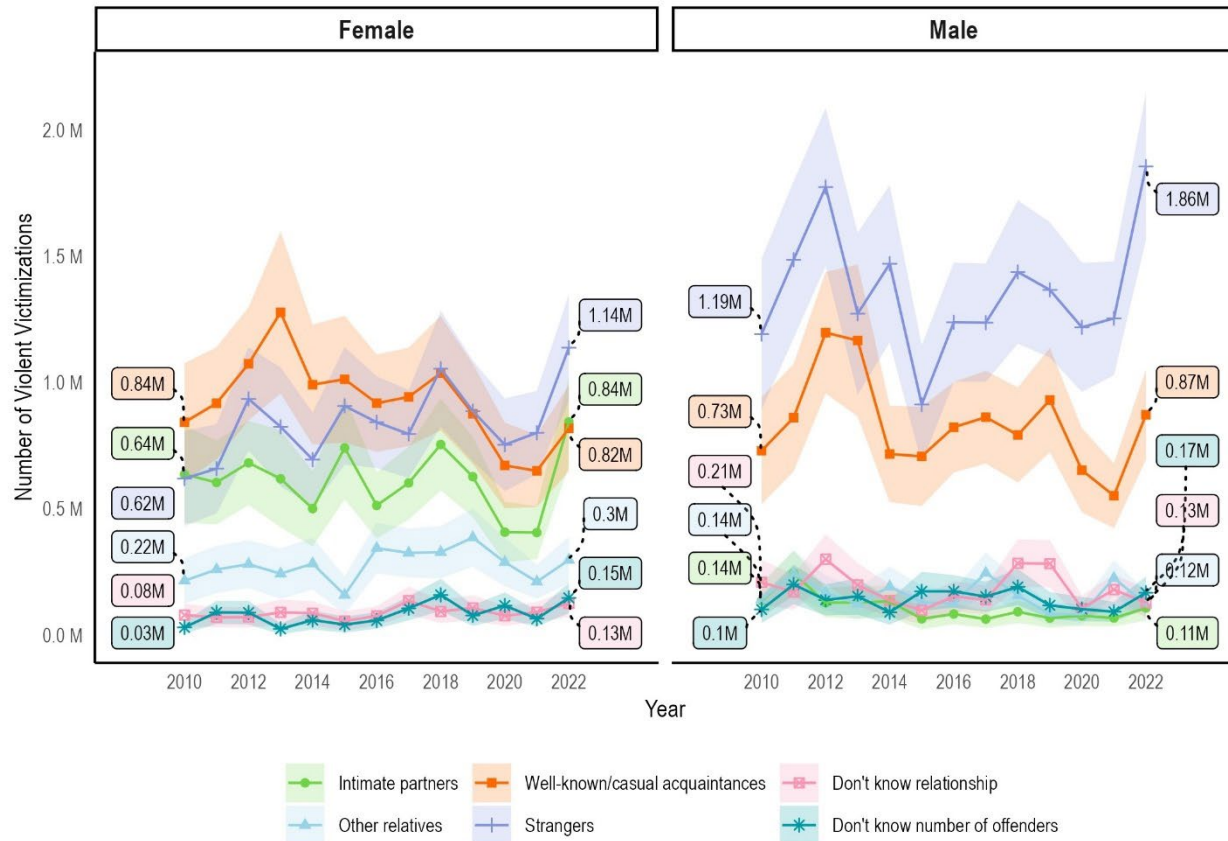 Female
Male
Number of Violent Victimizations
2.0 M
1.5 M
1.0 M
0.5 M
0.0 M
0.84M
0.64M
0.62M
0.22M
0.08M
0.03M
1.14M
0.84M
0.82M
0.3M
0.15M
0.13M
1.19M
0.73M
0.21M
0.14M
0.14M
0.1M
1.86M
0.87M
0.17M
0.13M
0.12M
0.11M
2010 2012 2014 2016 2018 2020 2022
2010 2012 2014 2016 2018 2020 2022
Year
Intimate partners
Well-known/casual acquaintances
Don't know relationship
Other relatives
Strangers
Don't know number of offenders